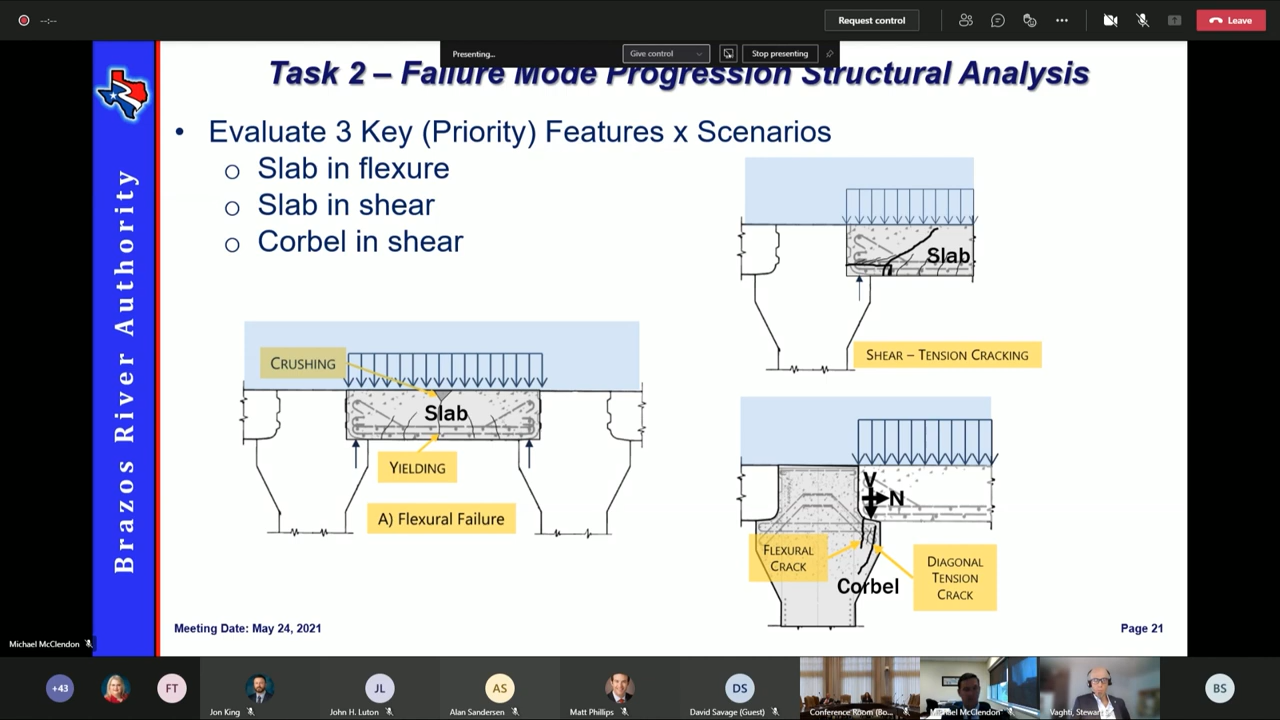 --:--
Request control
Leave
Presenting...
Give control
Stop presenting
Task 2 – Failure Mode Progression Structural Analysis
• Evaluate 3 Key (Priority) Features x Scenarios
o Slab in flexure
o Slab in shear
o Corbel in shear
Brazos River Authority
Slab
SHEAR – TENSION CRACKING
CRUSHING
Slab
YIELDING
A) Flexural Failure
V
N
FLEXURAL
CRACK
Corbel
DIAGONAL
TENSION
CRACK
Meeting Date: May 24, 2021
Page 21
Michael McClendon
+43
FT
Jon King
JL
John H. Luton
AS
Alan Sandersen
Matt Phillips
DS
David Savage (Guest)
Conference Room (Bo...
Michael McClendon
Vaghti, Stewar
BS